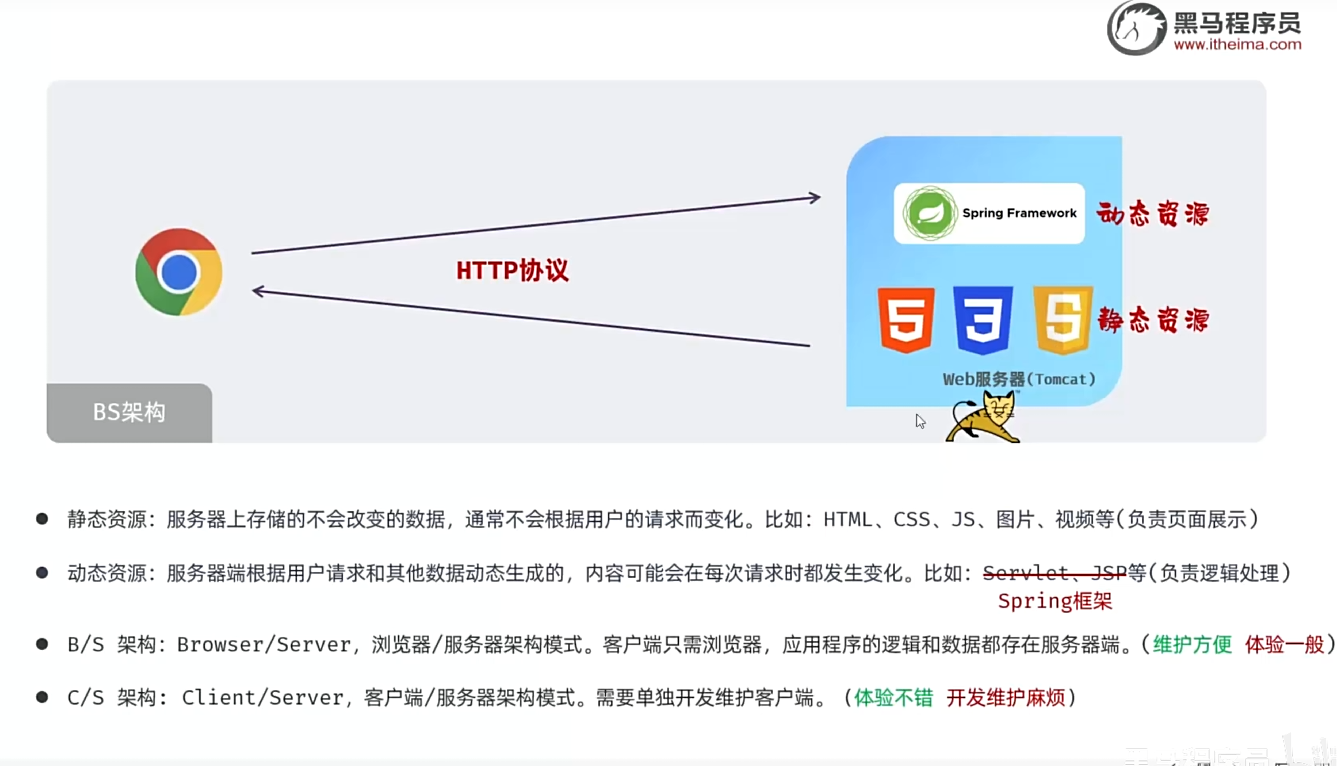 黑马程序员
www.itheima.com
Spring Framework
动态资源
HTTP协议
静态资源
Web服务器(Tomcat)
BS架构
静态资源：服务器上存储的不会改变的数据，通常不会根据用户的请求而变化。比如：HTML、CSS、JS、图片、视频等(负责页面展示)
动态资源：服务器端根据用户请求和其他数据动态生成的，内容可能会在每次请求时都发生变化。比如：Servlet、JSP等(负责逻辑处理)
Spring框架
B/S 架构：Browser/Server，浏览器/服务器架构模式。客户端只需浏览器，应用程序的逻辑和数据都存在服务器端。(维护方便 体验一般)
C/S 架构：Client/Server，客户端/服务器架构模式。需要单独开发维护客户端。(体验不错 开发维护麻烦)